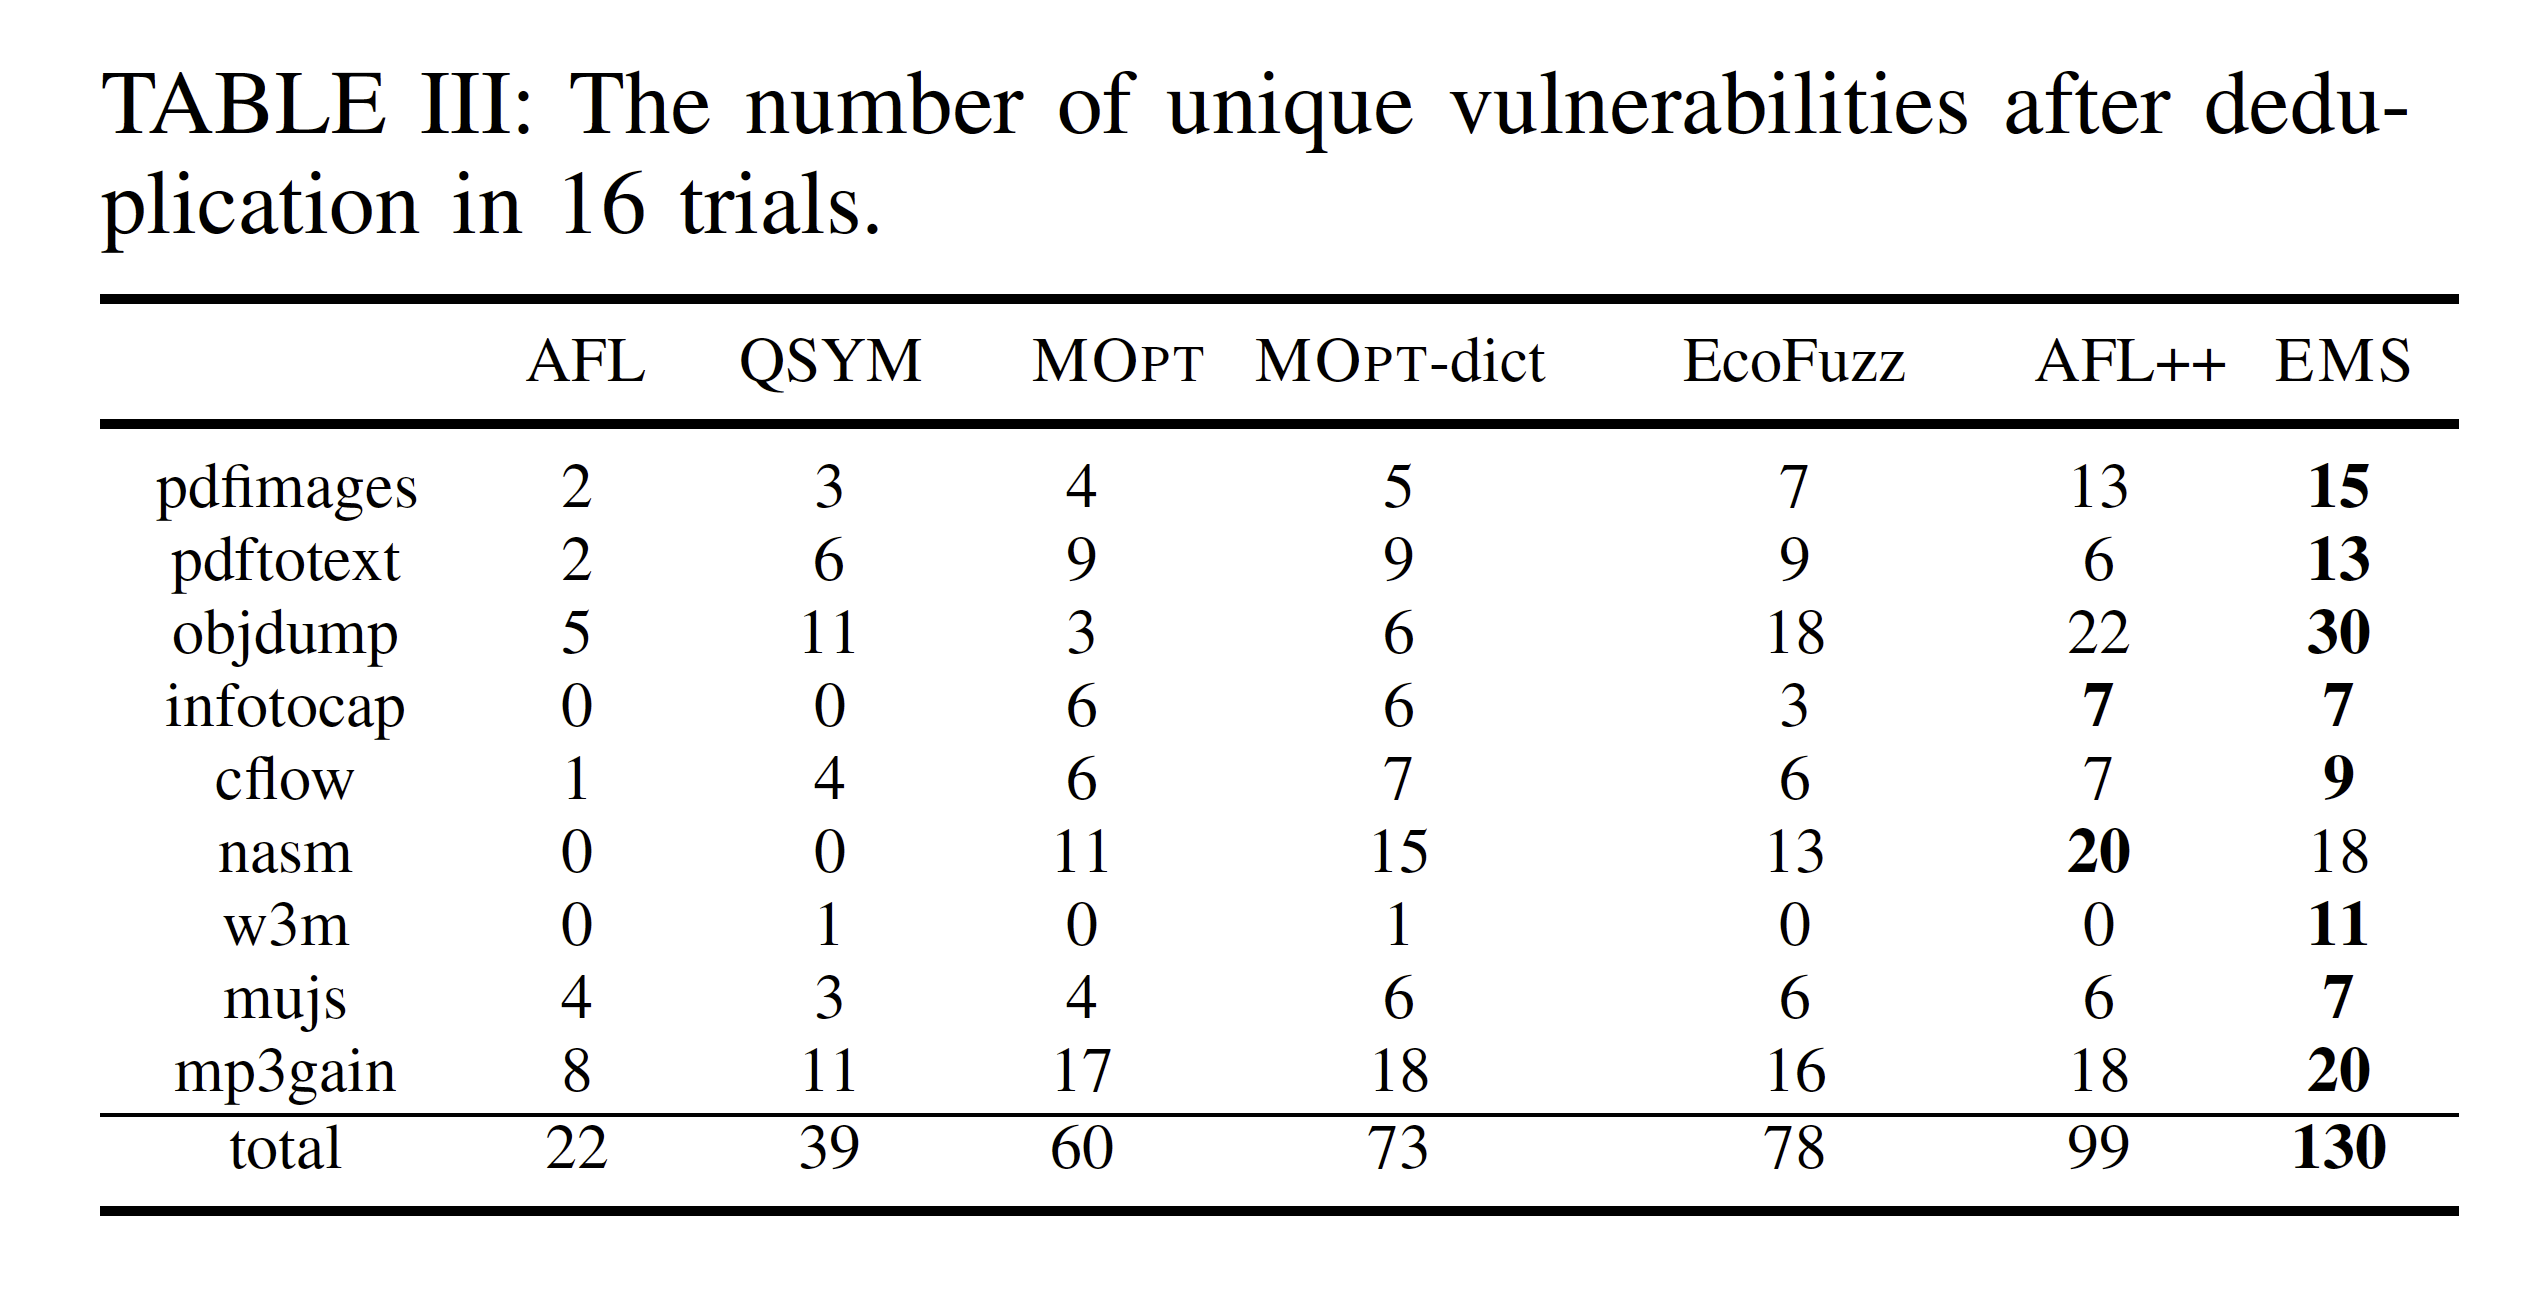 TABLE III: The number of unique vulnerabilities after dedu-
plication in 16 trials.
AFL QSYM MOPT MOPT-dict EcoFuzz AFL++ EMS
pdfimages 2 3 4 5 7 13 15
pdftotext 2 6 9 9 9 6 13
objdump 5 11 3 6 18 22 30
infotocap 0 0 6 6 3 7 7
cflow 1 4 6 7 6 7 9
nasm 0 0 11 15 13 20 18
w3m 0 1 0 1 0 0 11
mujs 4 3 4 6 6 6 7
mp3gain 8 11 17 18 16 18 20
total 22 39 60 73 78 99 130